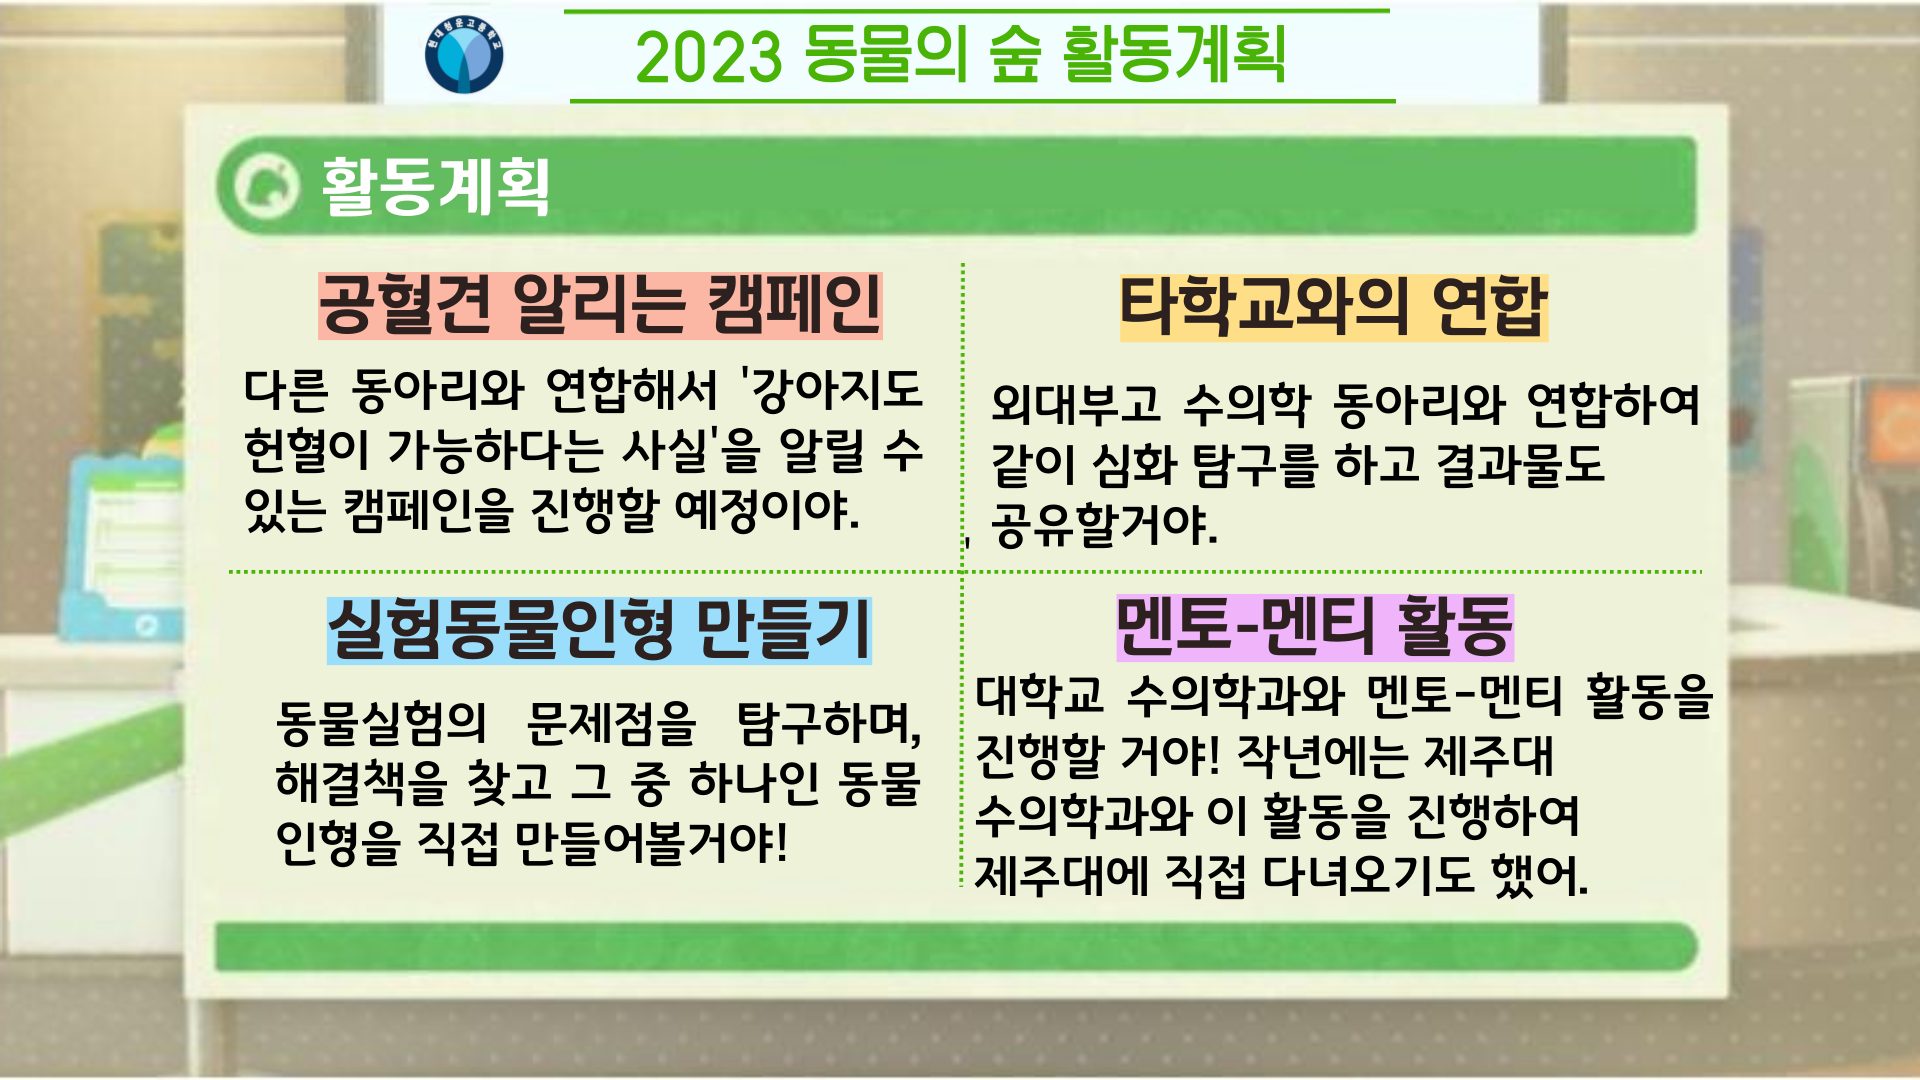 현대청운고등학교
2023 동물의 숲 활동계획
활동계획
공혈견 알리는 캠페인
다른 동아리와 연합해서 '강아지도
헌혈이 가능하다는 사실'을 알릴 수
있는 캠페인을 진행할 예정이야.
타학교와의 연합
외대부고 수의학 동아리와 연합하여
같이 심화 탐구를 하고 결과물도
, 공유할거야.
실험동물인형 만들기
동물실험의 문제점을 탐구하며,
해결책을 찾고 그 중 하나인 동물
인형을 직접 만들어볼거야!
멘토-멘티 활동
대학교 수의학과와 멘토-멘티 활동을
진행할 거야! 작년에는 제주대
수의학과와 이 활동을 진행하여
제주대에 직접 다녀오기도 했어.